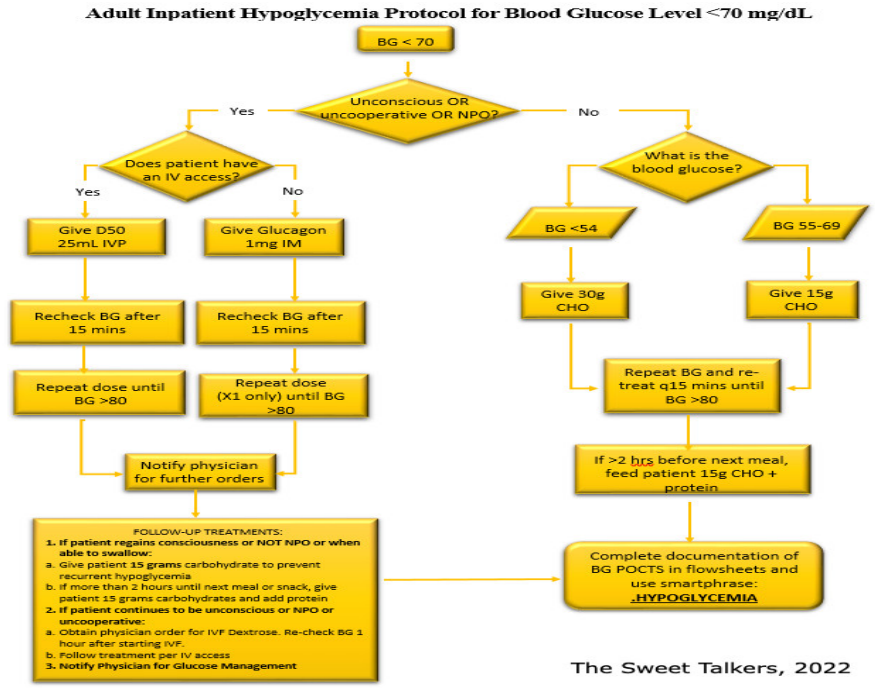 Adult Inpatient Hypoglycemia Protocol for Blood Glucose Level <70 mg/dL
BG < 70
Unconscious OR
uncooperative OR NPO?
Yes
No
Does patient have
an IV access?
What is the
blood glucose?
Yes
No
Give D50
25mL IVP
Give Glucagon
1mg IM
BG <54
BG 55-69
Give 30g
CHO
Give 15g
CHO
Recheck BG after
15 mins
Recheck BG after
15 mins
Repeat dose until
BG >80
Repeat dose
(X1 only) until BG
>80
Repeat BG and re-
treat q15 mins until
BG >80
Notify physician
for further orders
If >2 hrs before next meal,
feed patient 15g CHO +
protein
FOLLOW-UP TREATMENTS:
1. If patient regains consciousness or NOT NPO or when
able to swallow:
a. Give patient 15 grams carbohydrate to prevent
recurrent hypoglycemia
b. If more than 2 hours until next meal or snack, give
patient 15 grams carbohydrates and add protein
2. If patient continues to be unconscious or NPO or
uncooperative:
a. Obtain physician order for IVF Dextrose. Re-check BG 1
hour after starting IVF.
b. Follow treatment per IV access
3. Notify Physician for Glucose Management
Complete documentation of
BG POCTS in flowsheets and
use smartphrase:
.HYPOGLYCEMIA
The Sweet Talkers, 2022